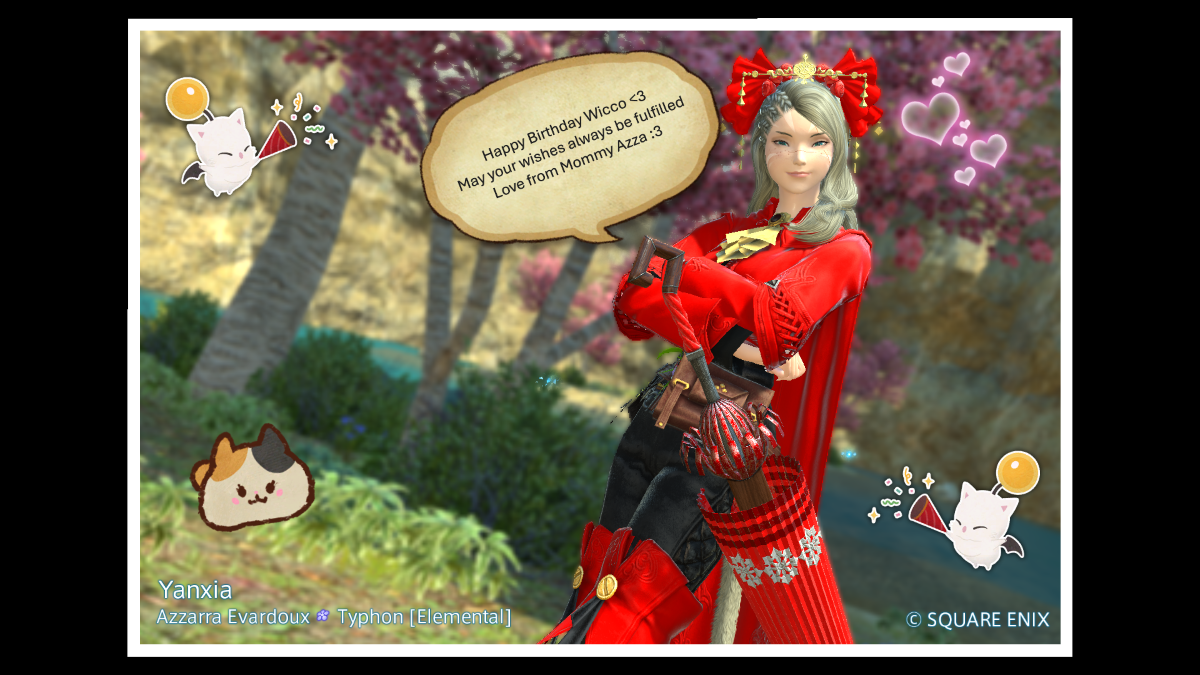 Happy Birthday Wicco <3
May your wishes always be fulfilled
Love from Mommy Azza :3
Yanxia
Azzarra Evardoux Typhon [Elemental]
© SQUARE ENIX